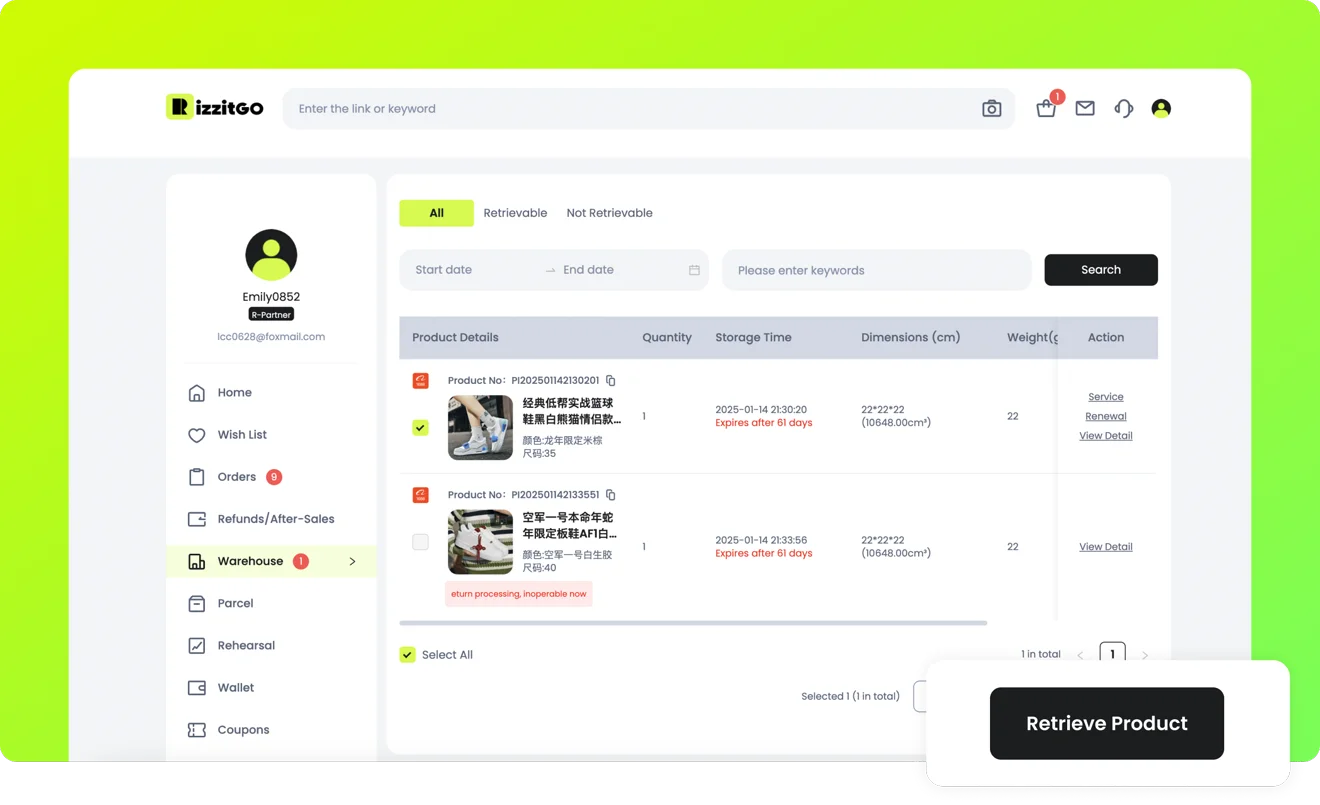 RizzitGO
Enter the link or keyword
1
Emily0852
R-Partner
lcc0628@foxmail.com
Home
Wish List
Orders 9
Refunds/After-Sales
Warehouse 1
Parcel
Rehearsal
Wallet
Coupons
All Retrievable Not Retrievable
Start date End date
Please enter keywords
Search
Product Details Quantity Storage Time Dimensions (cm) Weight(g Action
Product No: PI202501142130201
经典低帮实战篮球
鞋黑白熊猫情侣款...
颜色:龙年限定米棕
尺码:35
1
2025-01-14 21:30:20
Expires after 61 days
22*22*22
(10648.00cm³)
22
Service
Renewal
View Detail
Product No: PI202501142133551
空军一号本命年蛇
年限定板鞋AF1白...
颜色:空军一号白生胶
尺码:40
1
2025-01-14 21:33:56
Expires after 61 days
22*22*22
(10648.00cm³)
22
View Detail
eturn processing, inoperable now
Select All
1 in total
1
Selected 1 (1 in total)
Retrieve Product